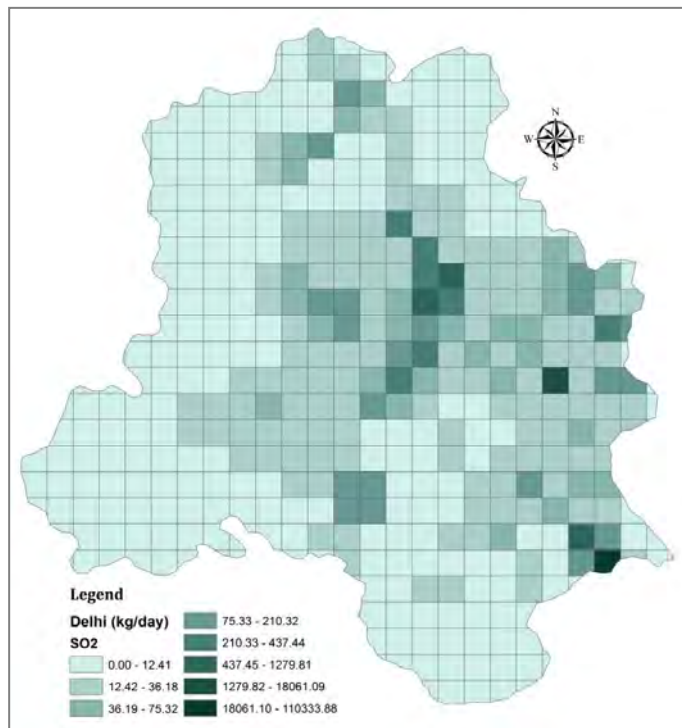 N
W E
S
Legend
Delhi (kg/day)
SO2
0.00 - 12.41
12.42 - 36.18
36.19 - 75.32
75.33 - 210.32
210.33 - 437.44
437.45 - 1279.81
1279.82 - 18061.09
18061.10 - 110333.88